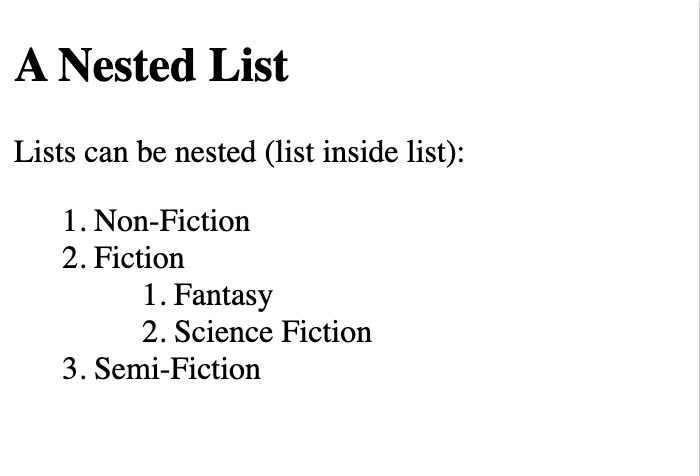 A Nested List
Lists can be nested (list inside list):
1. Non-Fiction
2. Fiction
1. Fantasy
2. Science Fiction
3. Semi-Fiction